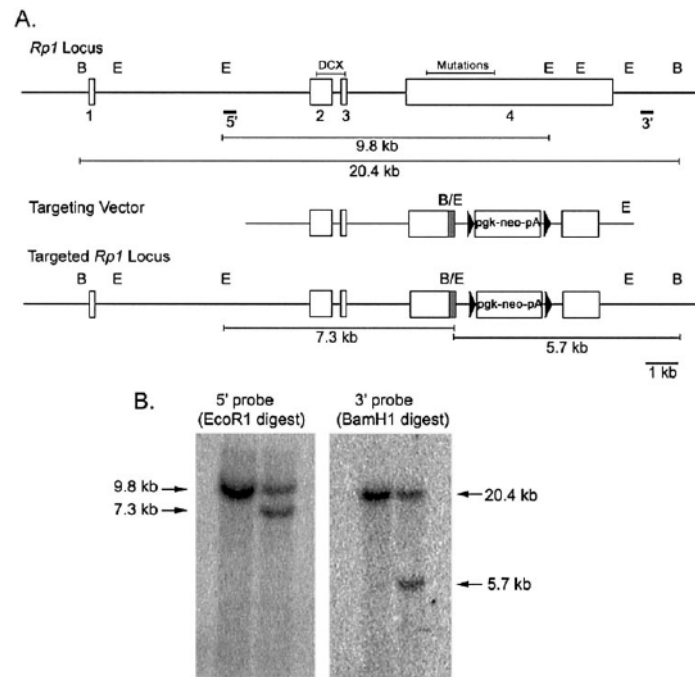 A.
Rp1 Locus
B E E DCX Mutations E E E B
1 5' 2 3 4 3'
9.8 kb
20.4 kb
Targeting Vector
B/E E
pgk-neo-pA
Targeted Rp1 Locus
B E E B/E E B
pgk-neo-pA
7.3 kb 5.7 kb
1 kb
B.
5' probe
(EcoR1 digest)
3' probe
(BamH1 digest)
9.8 kb
7.3 kb
20.4 kb
5.7 kb